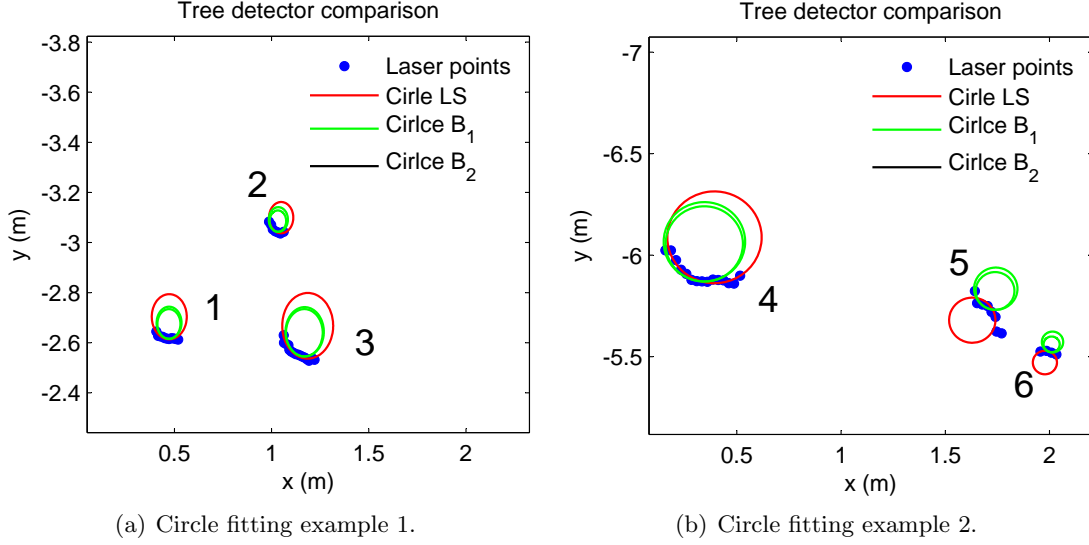 Tree detector comparison
-3.8
-3.6
-3.4
-3.2
-3
-2.8
-2.6
-2.4
y (m)
0.5
1
1.5
2
x (m)
Laser points
Cirle LS
Cirlce B1
Cirlce B2
2
1
3
(a) Circle fitting example 1.
Tree detector comparison
-7
-6.5
-6
-5.5
y (m)
0.5
1
1.5
2
x (m)
Laser points
Cirle LS
Cirlce B1
Cirlce B2
4
5
6
(b) Circle fitting example 2.